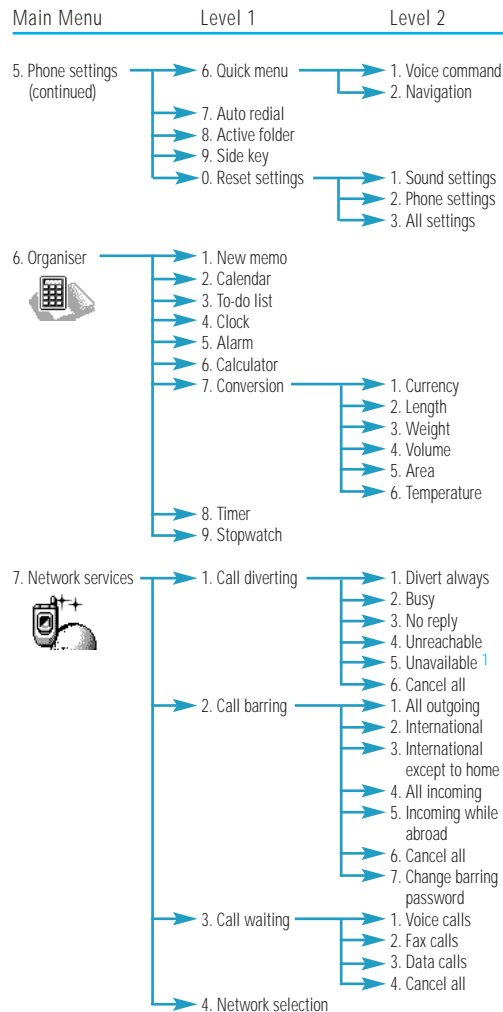 Main Menu Level 1 Level 2
5. Phone settings 6. Quick menu 1. Voice command
(continued) 2. Navigation
7. Auto redial
8. Active folder
9. Side key
0. Reset settings 1. Sound settings
2. Phone settings
3. All settings
6. Organiser 1. New memo
2. Calendar
3. To-do list
4. Clock
5. Alarm
6. Calculator
7. Conversion 1. Currency
2. Length
3. Weight
4. Volume
5. Area
6. Temperature
8. Timer
9. Stopwatch
7. Network services 1. Call diverting 1. Divert always
2. Busy
3. No reply
4. Unreachable
5. Unavailable 1
6. Cancel all
2. Call barring 1. All outgoing
2. International
3. International
except to home
4. All incoming
5. Incoming while
abroad
6. Cancel all
7. Change barring
password
3. Call waiting 1. Voice calls
2. Fax calls
3. Data calls
4. Cancel all
4. Network selection